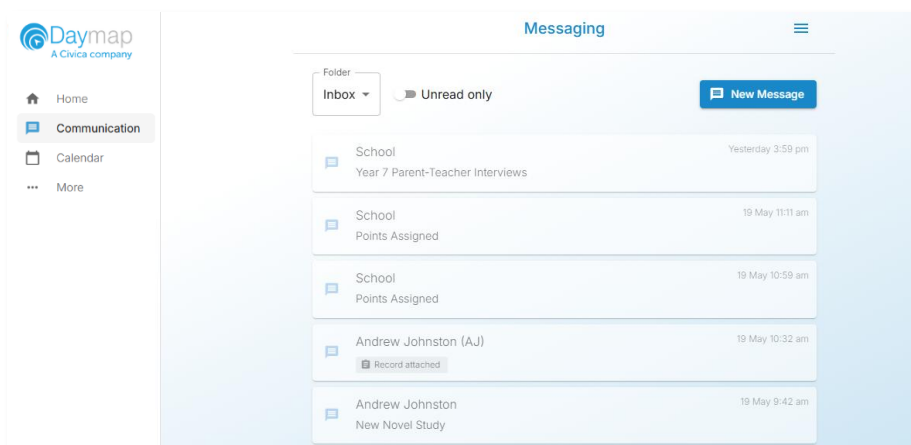 Daymap
A Civica company
Home
Communication
Calendar
More
Messaging
Folder
Inbox
Unread only
New Message
School
Yesterday 3:59 pm
Year 7 Parent-Teacher Interviews
School
19 May 11:11 am
Points Assigned
School
19 May 10:59 am
Points Assigned
Andrew Johnston (AJ)
19 May 10:32 am
Record attached
Andrew Johnston
19 May 9:42 am
New Novel Study